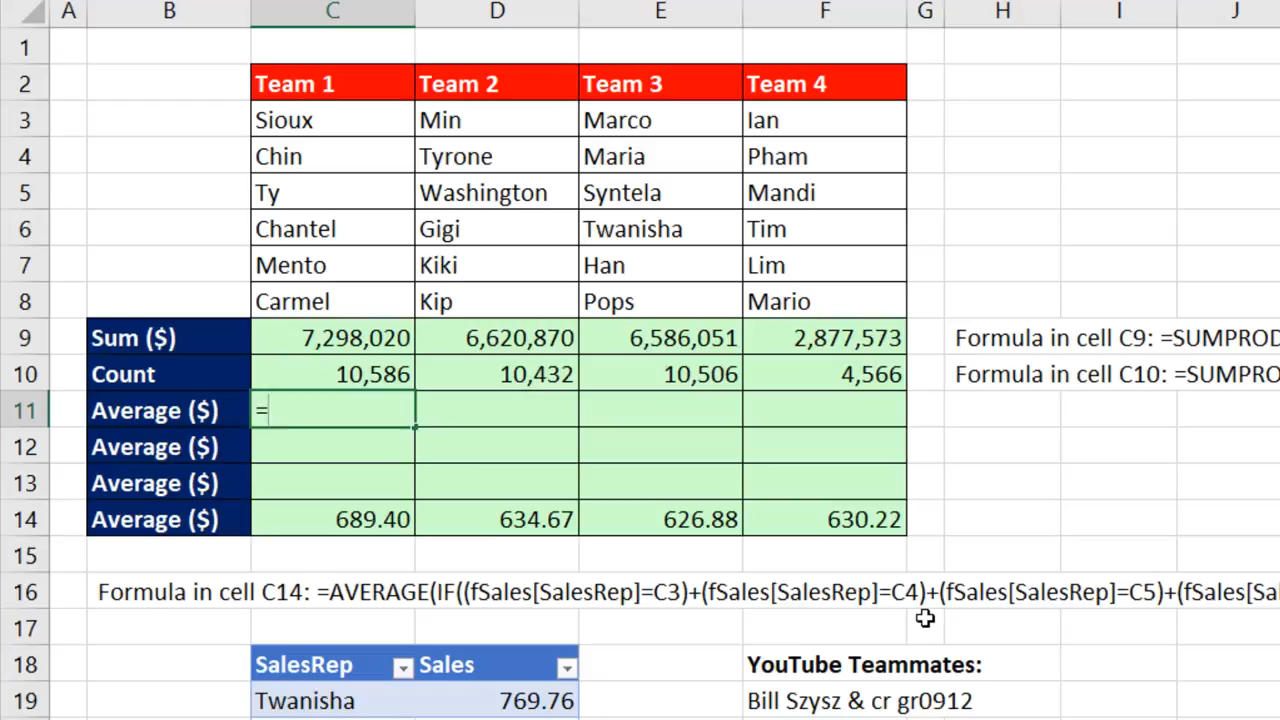 A B C D E F G H I J
1
2 Team 1 Team 2 Team 3 Team 4
3 Sioux Min Marco Ian
4 Chin Tyrone Maria Pham
5 Ty Washington Syntela Mandi
6 Chantel Gigi Twanisha Tim
7 Mento Kiki Han Lim
8 Carmel Kip Pops Mario
9 Sum ($) 7,298,020 6,620,870 6,586,051 2,877,573 Formula in cell C9: =SUMPROD
10 Count 10,586 10,432 10,506 4,566 Formula in cell C10: =SUMPRO
11 Average ($) =
12 Average ($)
13 Average ($)
14 Average ($) 689.40 634.67 626.88 630.22
15
16 Formula in cell C14: =AVERAGE(IF((fSales[SalesRep]=C3)+(fSales[SalesRep]=C4)+(fSales[SalesRep]=C5)+(fSales[Sa
17
18 SalesRep Sales YouTube Teammates:
19 Twanisha 769.76 Bill Szysz & cr gr0912